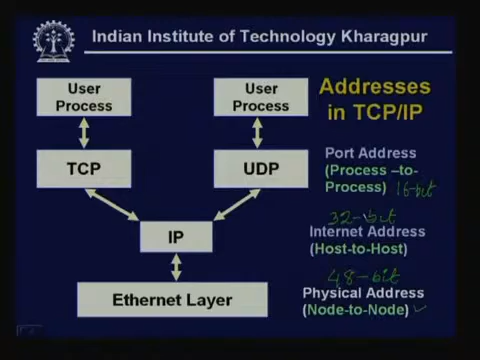 Indian Institute of Technology Kharagpur
User
Process
User
Process
Addresses
in TCP/IP
TCP
UDP
Port Address
(Process –to-
Process) 16-bit
32-bit
IP
Internet Address
(Host-to-Host)
48-bit
Ethernet Layer
Physical Address
(Node-to-Node)